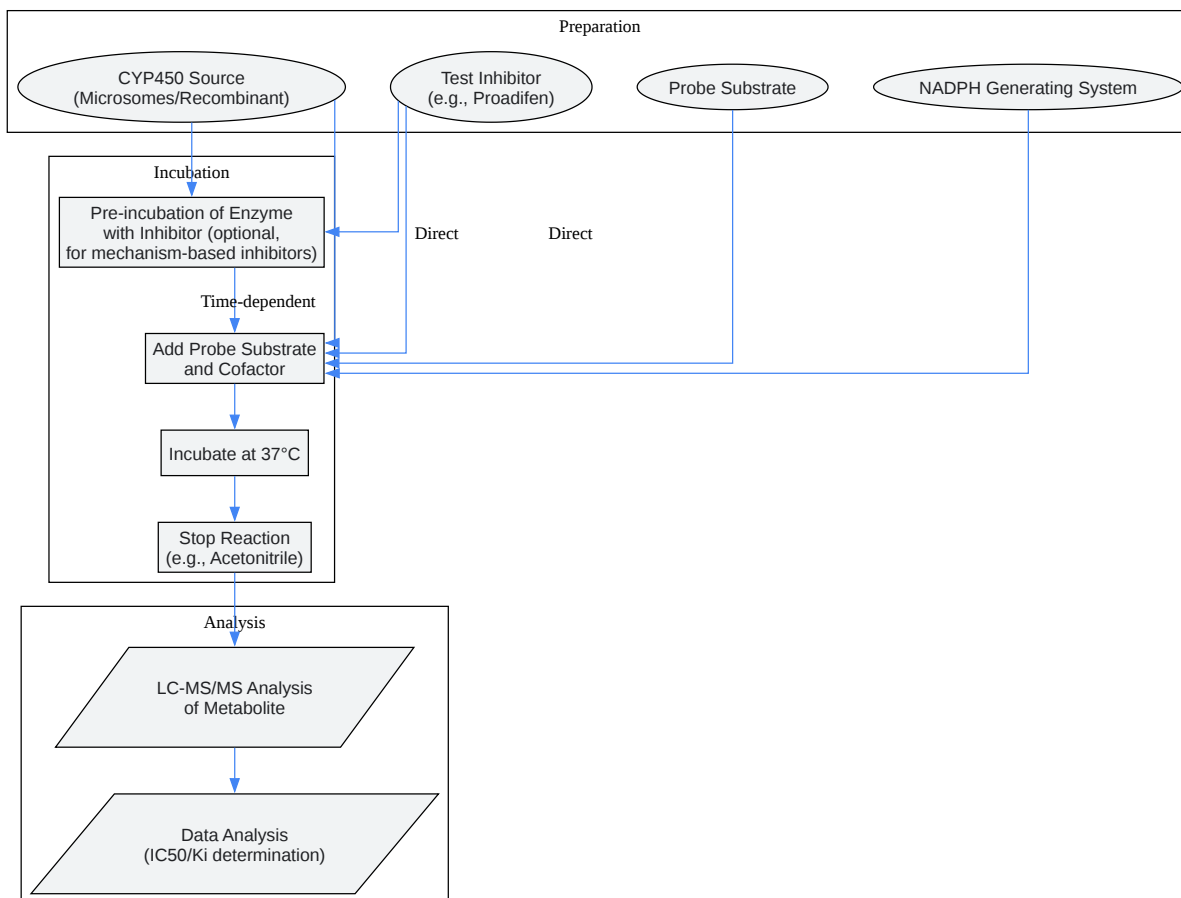 Preparation
CYP450 Source
(Microsomes/Recombinant)
Test Inhibitor
(e.g., Proadifen)
Probe Substrate
NADPH Generating System
Incubation
Pre-incubation of Enzyme
with Inhibitor (optional,
for mechanism-based inhibitors)
Direct
Direct
Time-dependent
Add Probe Substrate
and Cofactor
Incubate at 37°C
Stop Reaction
(e.g., Acetonitrile)
Analysis
LC-MS/MS Analysis
of Metabolite
Data Analysis
(IC50/Ki determination)